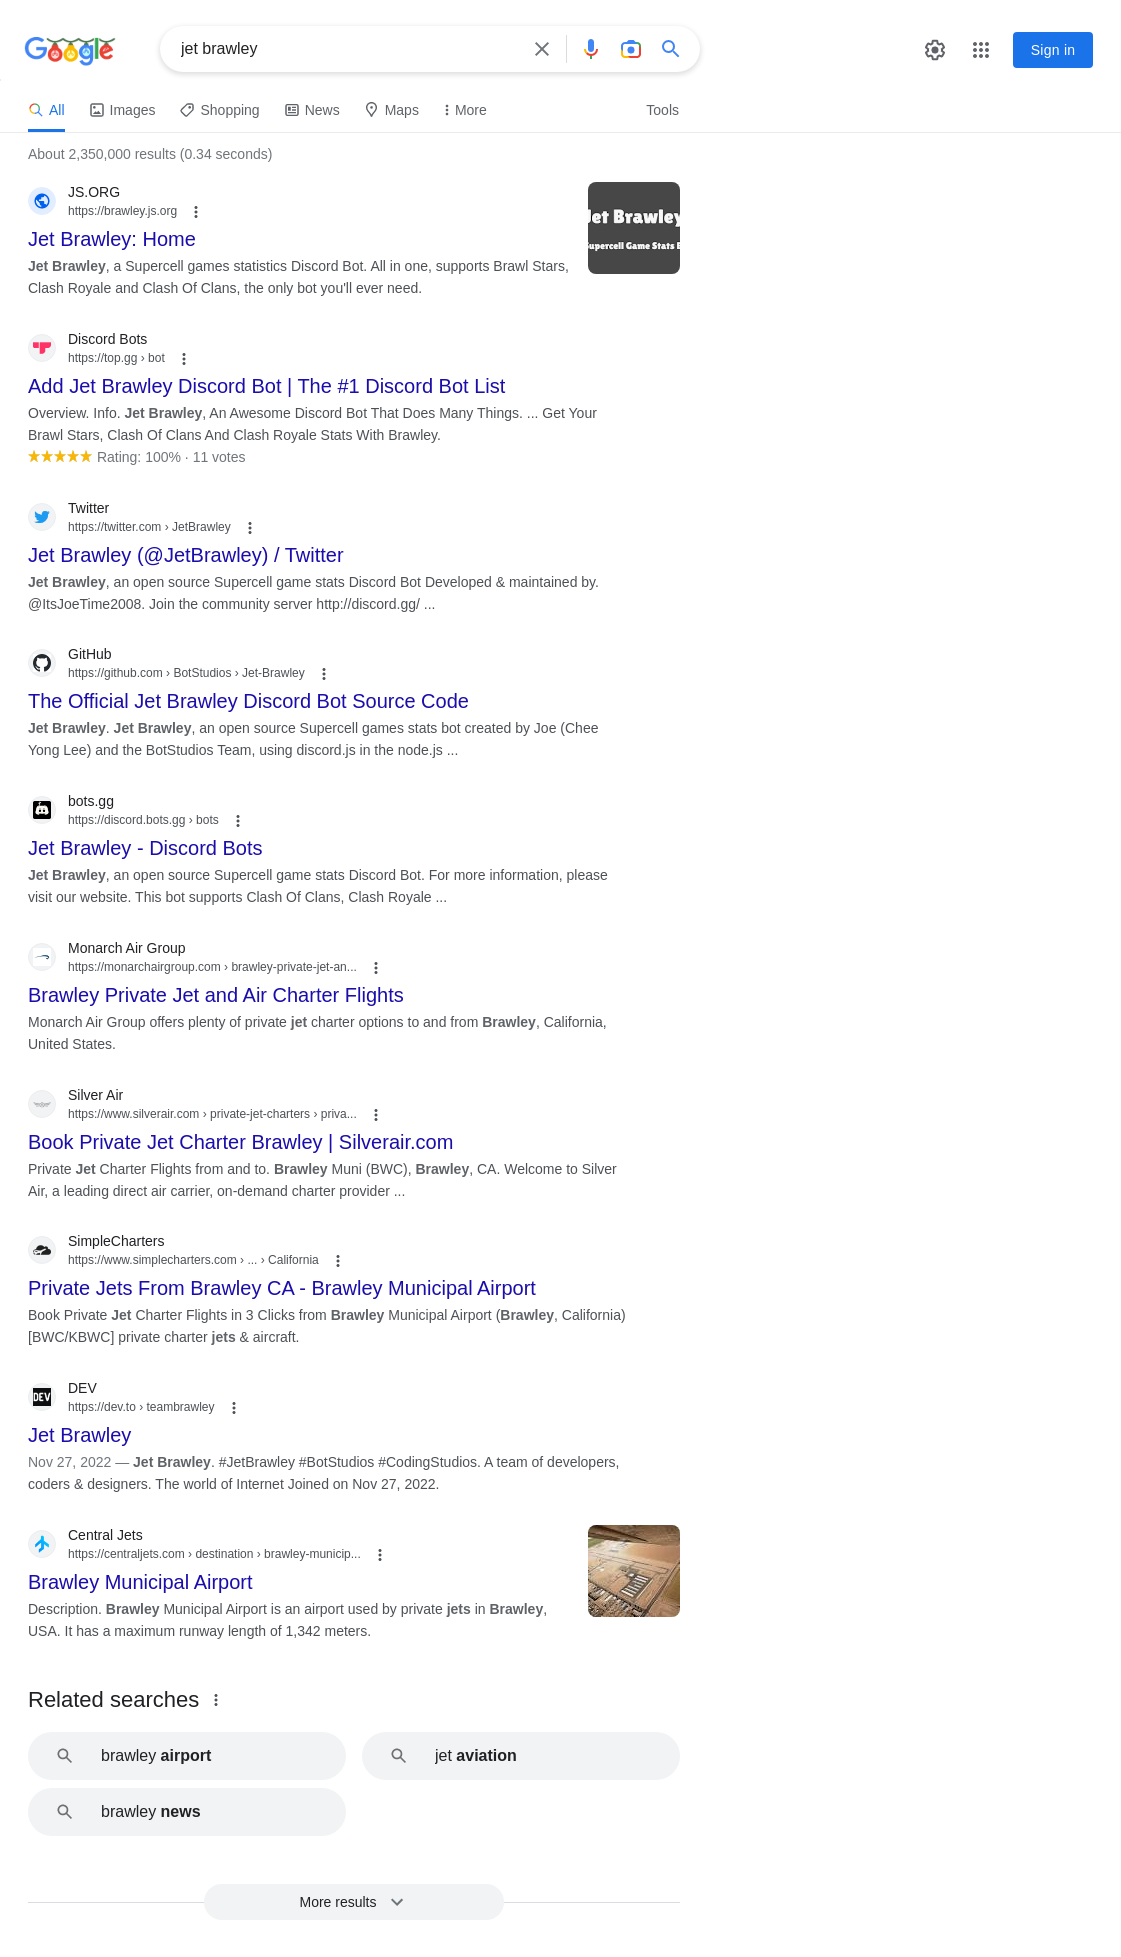 Google
jet brawley
Sign in
All Images Shopping News Maps More Tools
About 2,350,000 results (0.34 seconds)
JS.ORG
https://brawley.js.org
Jet Brawley: Home
Jet Brawley, a Supercell games statistics Discord Bot. All in one, supports Brawl Stars,
Clash Royale and Clash Of Clans, the only bot you'll ever need.
Jet Brawley
Supercell Game Stats B
Discord Bots
https://top.gg › bot
Add Jet Brawley Discord Bot | The #1 Discord Bot List
Overview. Info. Jet Brawley, An Awesome Discord Bot That Does Many Things. ... Get Your
Brawl Stars, Clash Of Clans And Clash Royale Stats With Brawley.
Rating: 100% · 11 votes
Twitter
https://twitter.com › JetBrawley
Jet Brawley (@JetBrawley) / Twitter
Jet Brawley, an open source Supercell game stats Discord Bot Developed & maintained by.
@ItsJoeTime2008. Join the community server http://discord.gg/ ...
GitHub
https://github.com › BotStudios › Jet-Brawley
The Official Jet Brawley Discord Bot Source Code
Jet Brawley. Jet Brawley, an open source Supercell games stats bot created by Joe (Chee
Yong Lee) and the BotStudios Team, using discord.js in the node.js ...
bots.gg
https://discord.bots.gg › bots
Jet Brawley - Discord Bots
Jet Brawley, an open source Supercell game stats Discord Bot. For more information, please
visit our website. This bot supports Clash Of Clans, Clash Royale ...
Monarch Air Group
https://monarchairgroup.com › brawley-private-jet-an...
Brawley Private Jet and Air Charter Flights
Monarch Air Group offers plenty of private jet charter options to and from Brawley, California,
United States.
Silver Air
https://www.silverair.com › private-jet-charters › priva...
Book Private Jet Charter Brawley | Silverair.com
Private Jet Charter Flights from and to. Brawley Muni (BWC), Brawley, CA. Welcome to Silver
Air, a leading direct air carrier, on-demand charter provider ...
SimpleCharters
https://www.simplecharters.com › ... › California
Private Jets From Brawley CA - Brawley Municipal Airport
Book Private Jet Charter Flights in 3 Clicks from Brawley Municipal Airport (Brawley, California)
[BWC/KBWC] private charter jets & aircraft.
DEV
DEV
https://dev.to › teambrawley
Jet Brawley
Nov 27, 2022 — Jet Brawley. #JetBrawley #BotStudios #CodingStudios. A team of developers,
coders & designers. The world of Internet Joined on Nov 27, 2022.
Central Jets
https://centraljets.com › destination › brawley-municip...
Brawley Municipal Airport
Description. Brawley Municipal Airport is an airport used by private jets in Brawley,
USA. It has a maximum runway length of 1,342 meters.
Related searches
brawley airport
jet aviation
brawley news
More results